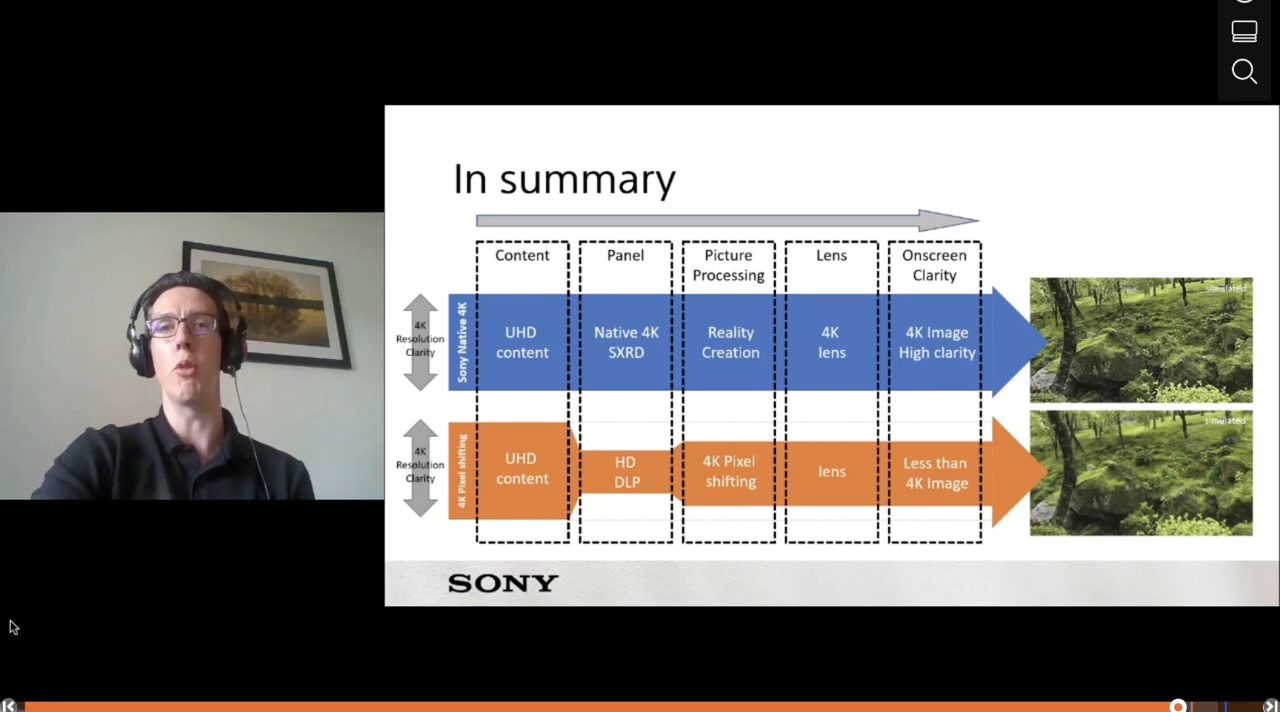 In summary
Content
Panel
Picture
Processing
Lens
Onscreen
Clarity
4K
Resolution
Clarity
Sony Native 4K
UHD
content
Native 4K
SXRD
Reality
Creation
4K
lens
4K Image
High clarity
simulated
4K
Resolution
Clarity
4K Pixel shifting
UHD
content
HD
DLP
4K Pixel
shifting
lens
Less than
4K Image
simulated
SONY